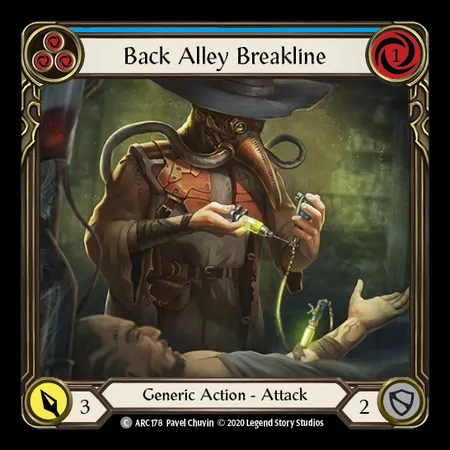 1
Back Alley Breakline
3
Generic Action - Attack
2
C ARC178 Pavel Chuvin © 2020 Legend Story Studios